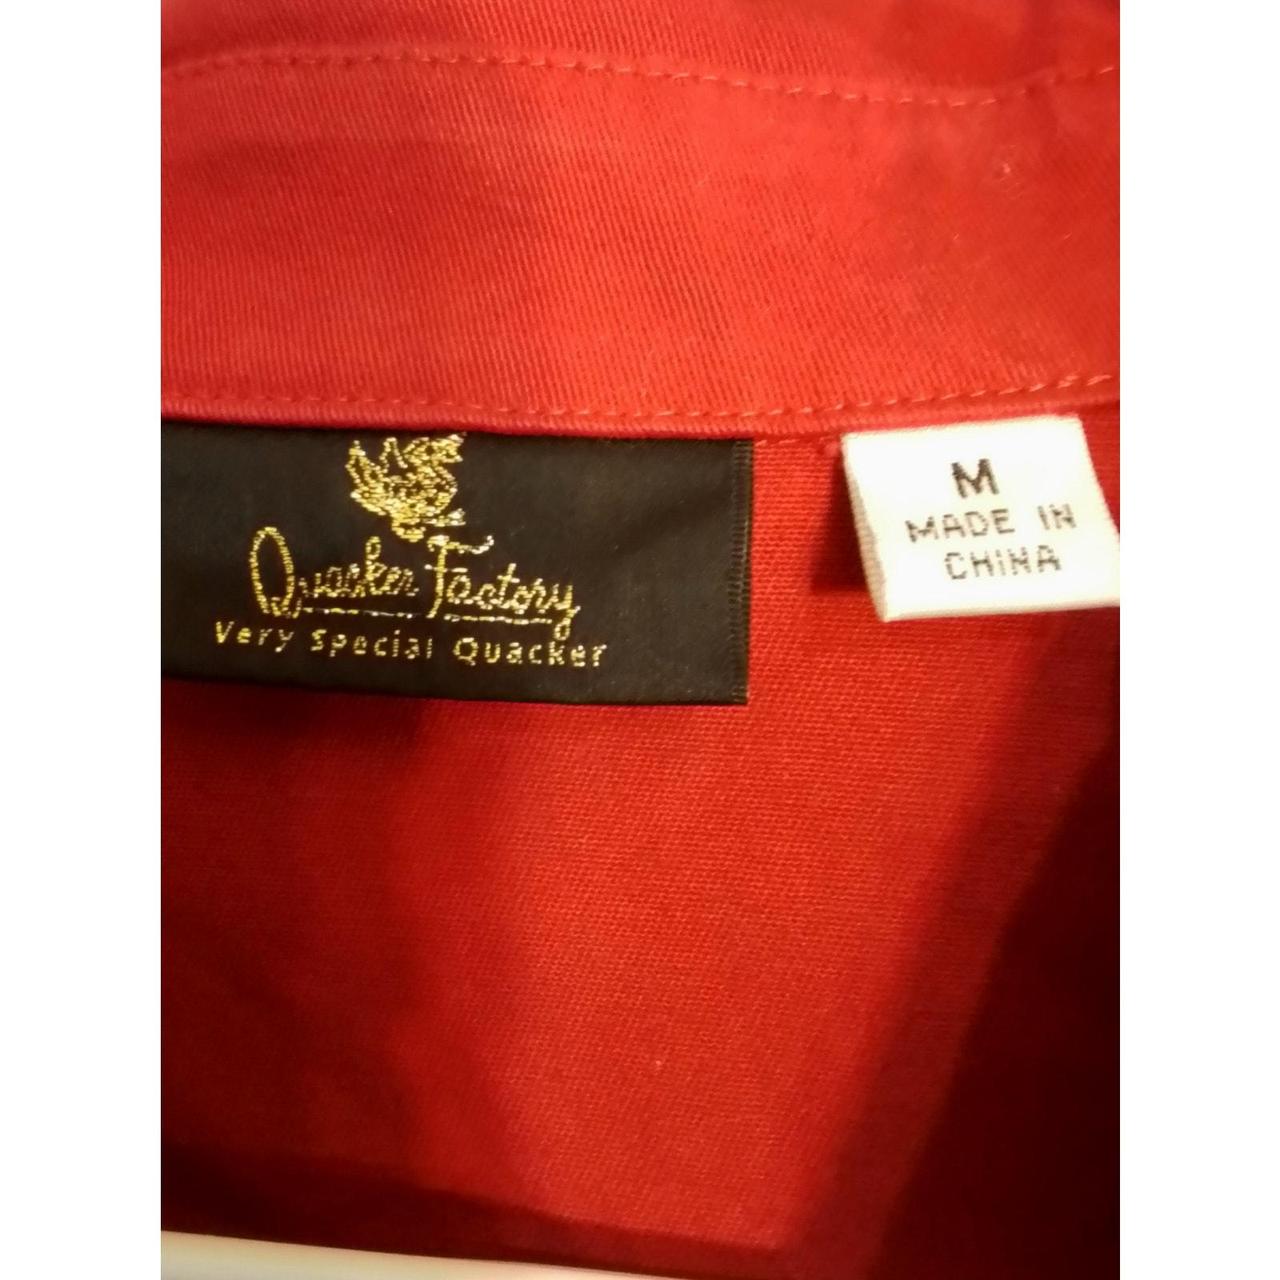 Quacker Factory
Very Special Quacker
M
MADE IN
CHINA